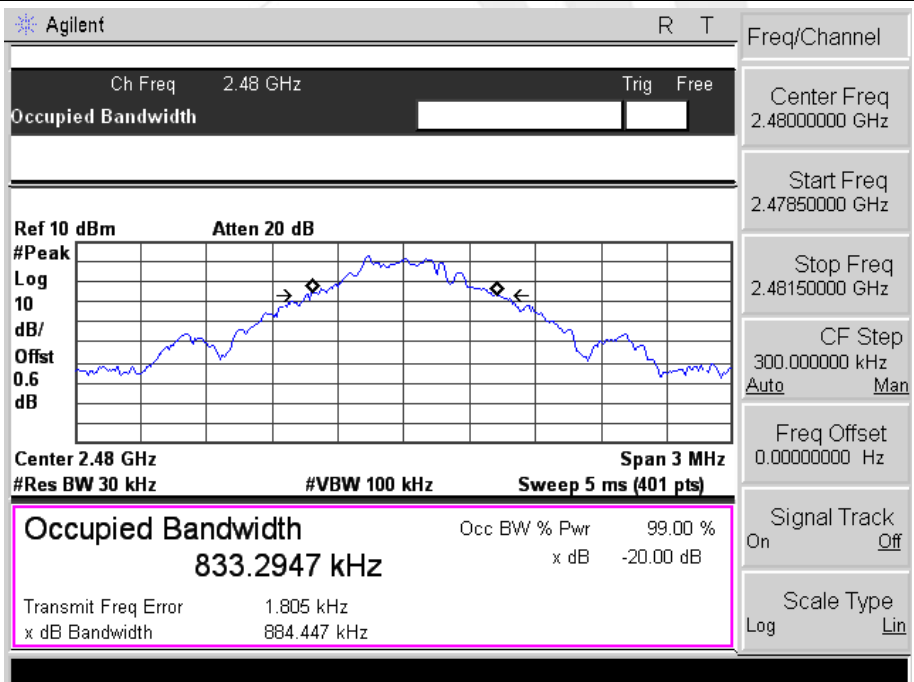 Agilent R T
Ch Freq 2.48 GHz Trig Free
Occupied Bandwidth
Ref 10 dBm Atten 20 dB
#Peak
Log
10
dB/
Offst
0.6
dB
Center 2.48 GHz Span 3 MHz
#Res BW 30 kHz #VBW 100 kHz Sweep 5 ms (401 pts)
Occupied Bandwidth Occ BW % Pwr 99.00 %
833.2947 kHz x dB -20.00 dB
Transmit Freq Error 1.805 kHz
x dB Bandwidth 884.447 kHz
Freq/Channel
Center Freq
2.48000000 GHz
Start Freq
2.47850000 GHz
Stop Freq
2.48150000 GHz
CF Step
300.000000 kHz
Auto Man
Freq Offset
0.00000000 Hz
Signal Track
On Off
Scale Type
Log Lin